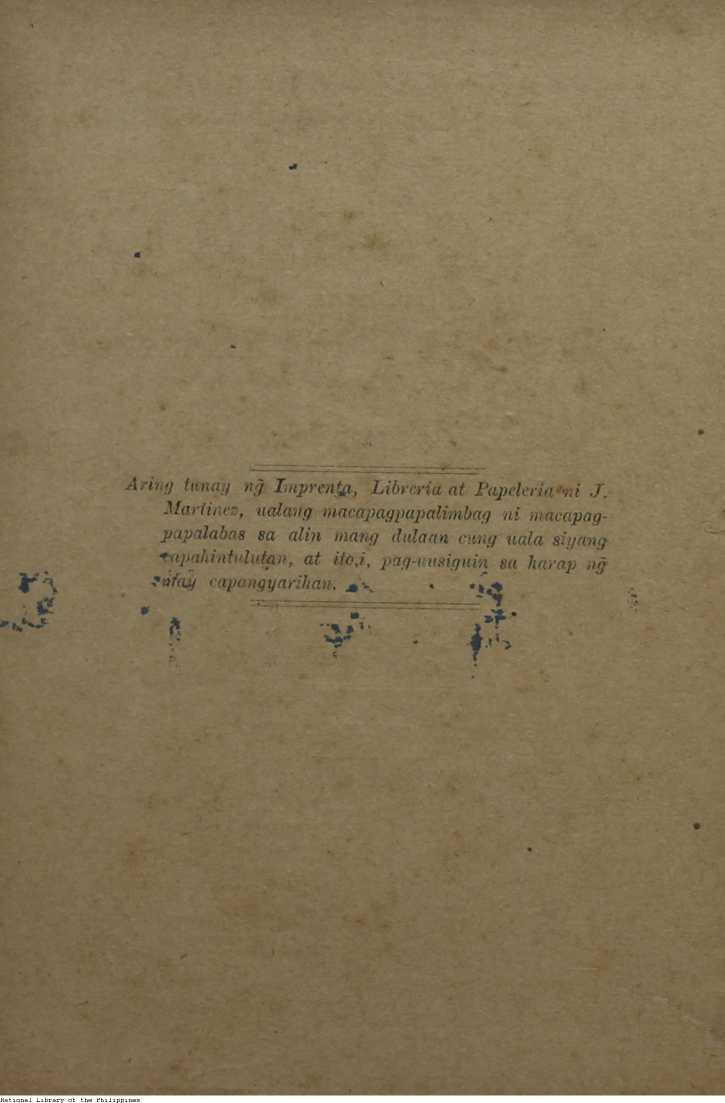 Aring tunay ng̃ Imprenta, Libreria at Papeleria ni J.
Martinez, ualang macapagpapalimbag ni macapag-
papalabas sa alin mang dulaan cung uala siyang
capahintulutan, at ito,i, pag-uusiguin sa harap ng̃
capangyarihan.
National Library of the Philippines